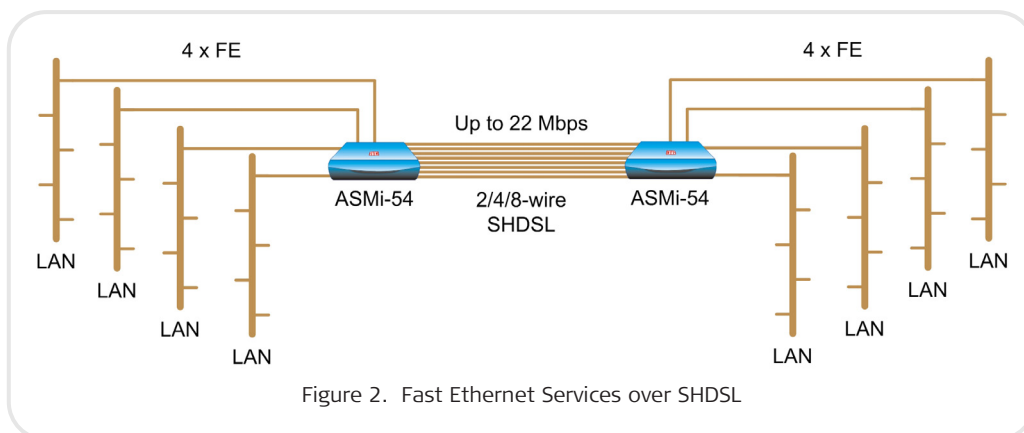 4 x FE
4 x FE
Up to 22 Mbps
ASMi-54
2/4/8-wire
SHDSL
ASMi-54
LAN
LAN
LAN
LAN
LAN
LAN
LAN
LAN
Figure 2. Fast Ethernet Services over SHDSL